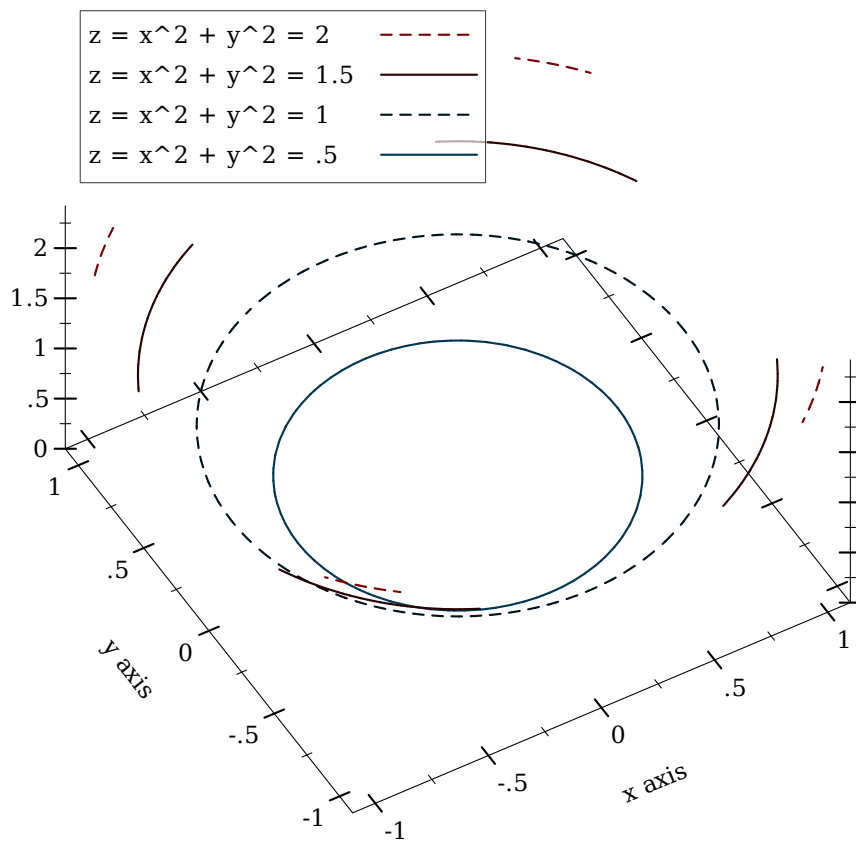 z = x^2 + y^2 = 2
z = x^2 + y^2 = 1.5
z = x^2 + y^2 = 1
z = x^2 + y^2 = .5
2
1.5
1
.5
0
1
.5
0
-.5
-1
y axis
1
.5
0
-.5
-1
x axis